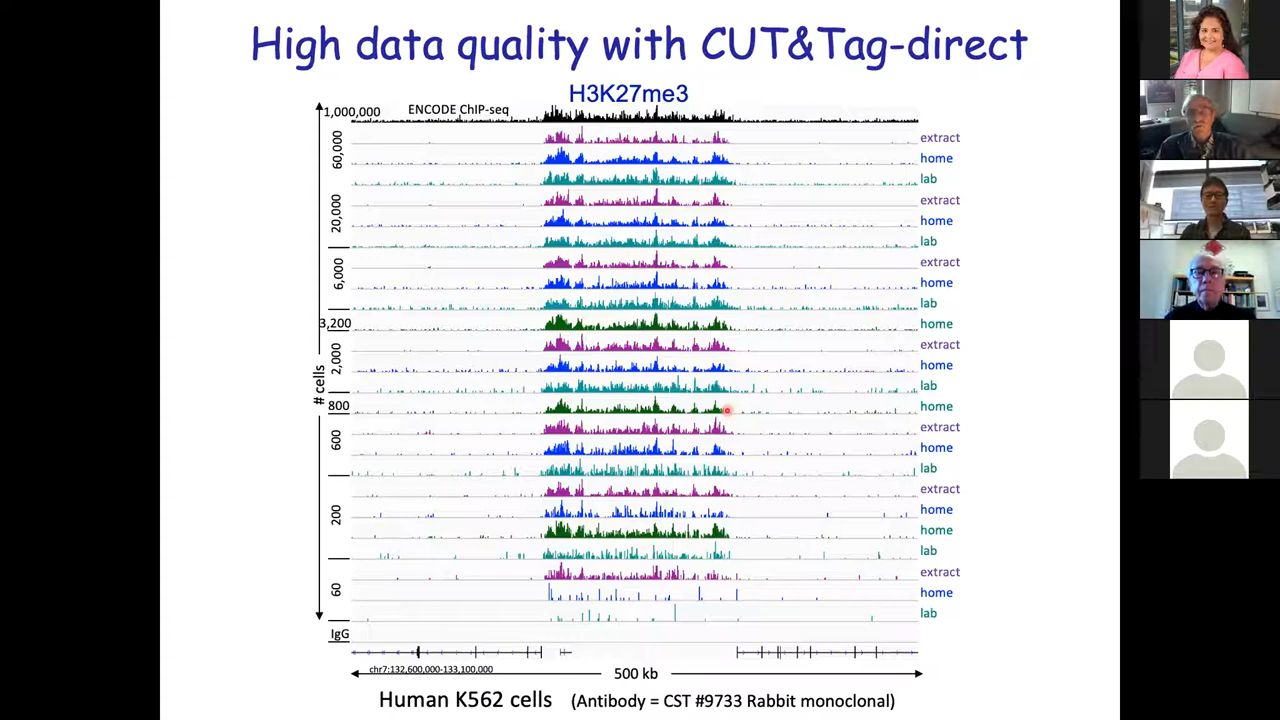 High data quality with CUT&Tag-direct
H3K27me3
1,000,000
ENCODE ChIP-seq
60,000
extract
home
lab
20,000
extract
home
lab
6,000
extract
home
lab
3,200
home
2,000
extract
home
lab
# cells
800
home
600
extract
home
lab
200
extract
home
home
lab
60
extract
home
lab
IgG
chr7:132,600,000-133,100,000
500 kb
Human K562 cells (Antibody = CST #9733 Rabbit monoclonal)